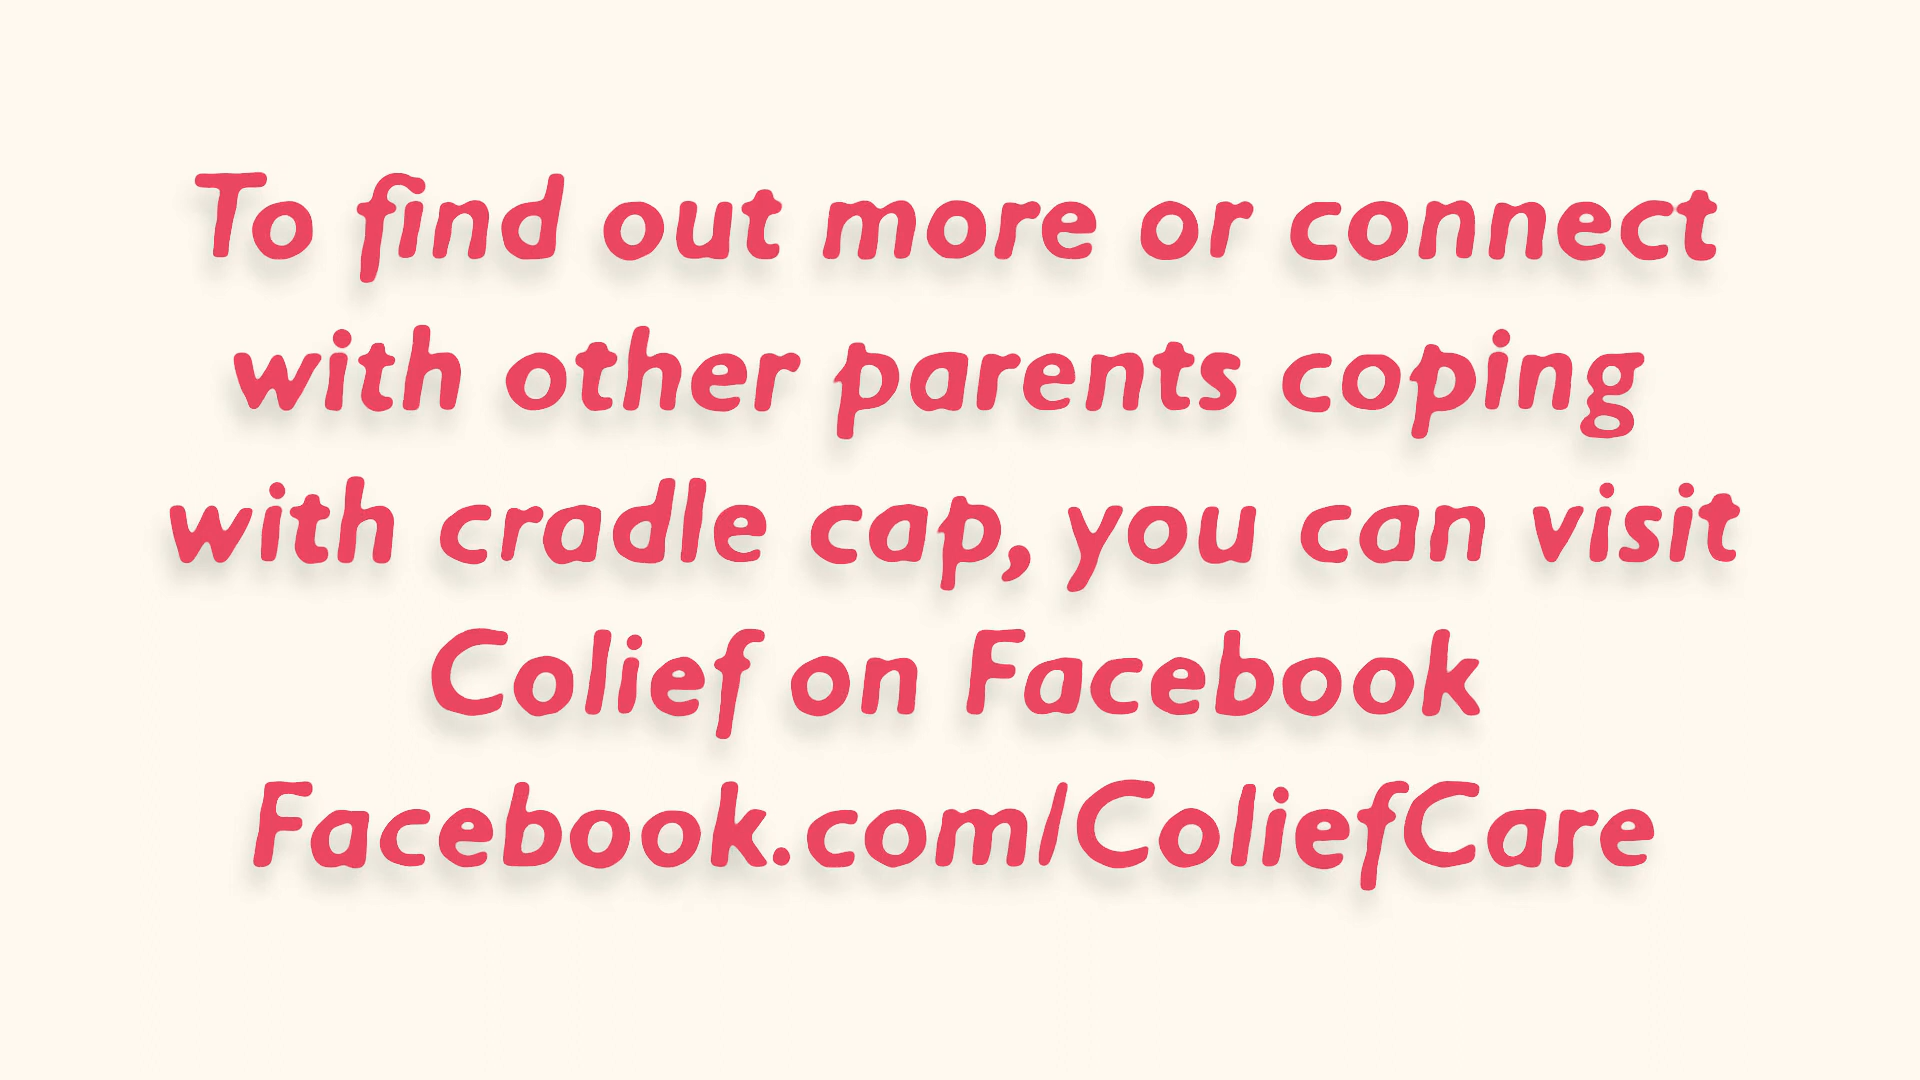 To find out more or connect
with other parents coping
with cradle cap, you can visit
Colief on Facebook
Facebook.com/ColiefCare